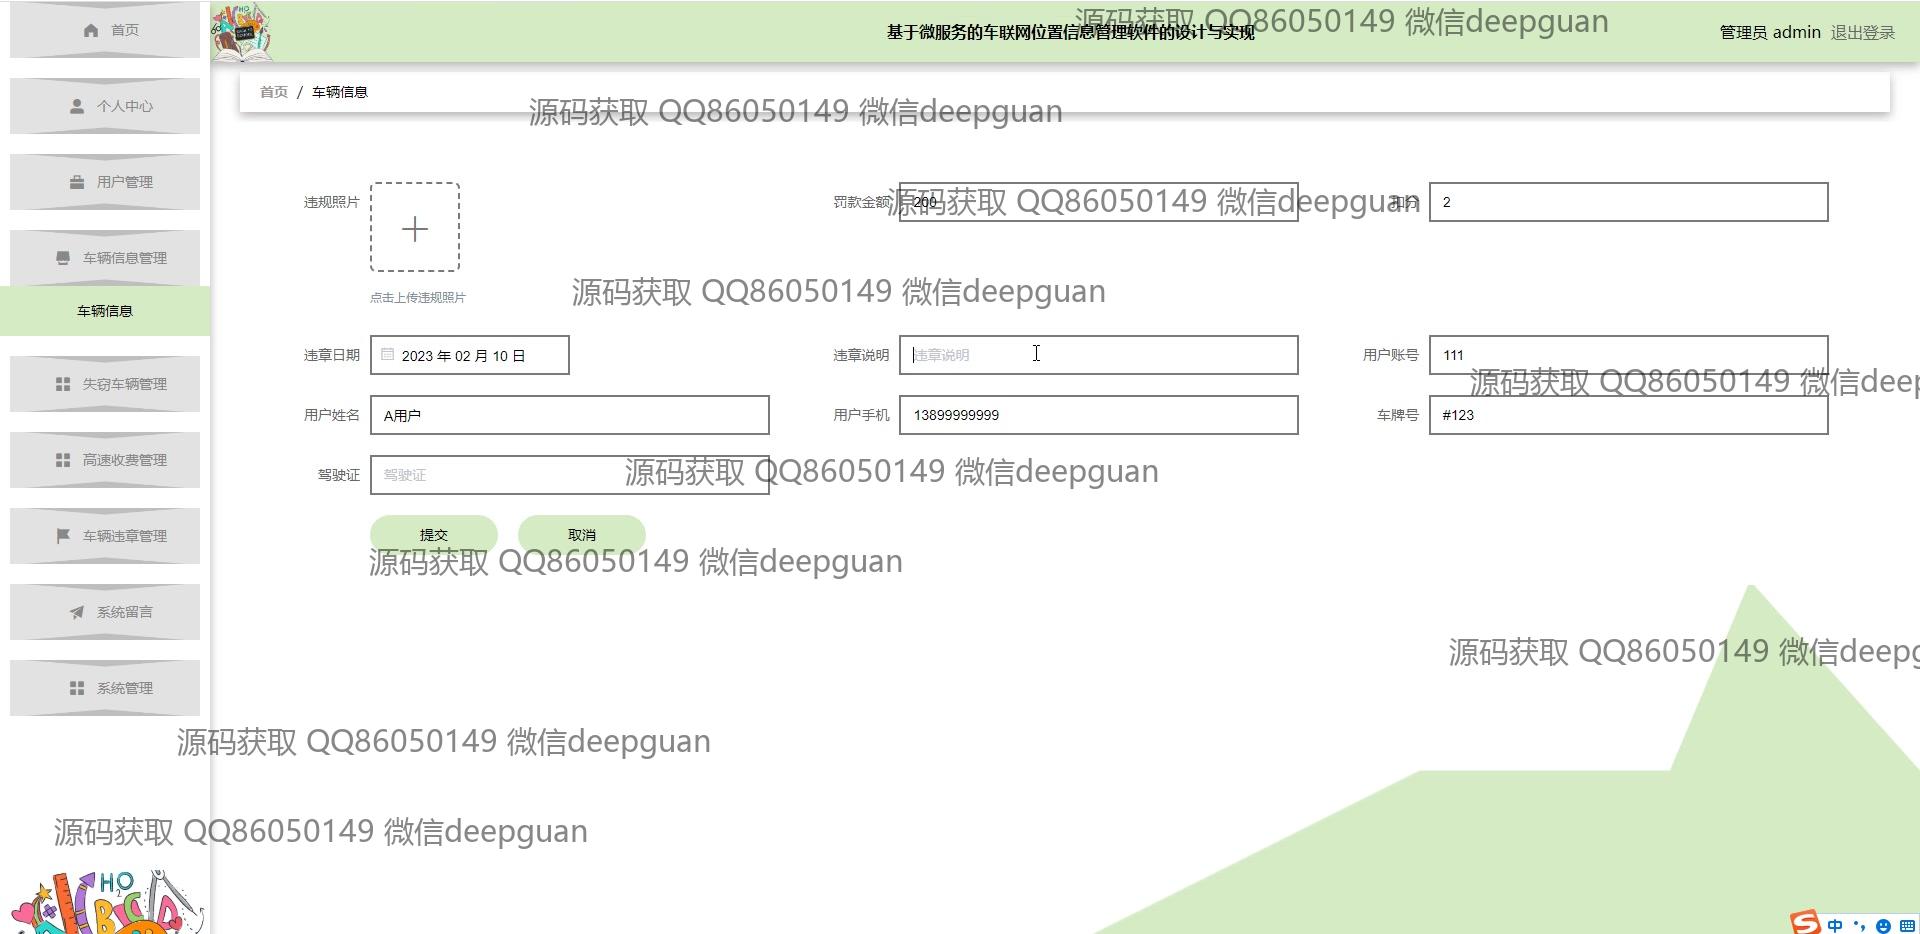 首页
个人中心
用户管理
车辆信息管理
车辆信息
失窃车辆管理
高速收费管理
车辆违章管理
系统留言
系统管理
基于微服务的车联网位置信息管理软件的设计与实现
源码获取 QQ86050149 微信deepguan
管理员 admin 退出登录
首页 / 车辆信息
源码获取 QQ86050149 微信deepguan
违规照片
点击上传违规照片
罚款金额 200
扣分 2
源码获取 QQ86050149 微信deepguan
源码获取 QQ86050149 微信deepguan
违章日期 2023 年 02 月 10 日
违章说明 违章说明
用户账号 111
源码获取 QQ86050149 微信deep
用户姓名 A用户
用户手机 13899999999
车牌号 #123
驾驶证 驾驶证
源码获取 QQ86050149 微信deepguan
提交 取消
源码获取 QQ86050149 微信deepguan
源码获取 QQ86050149 微信deepg
源码获取 QQ86050149 微信deepguan
源码获取 QQ86050149 微信deepguan
HO
2
B C D
S 中